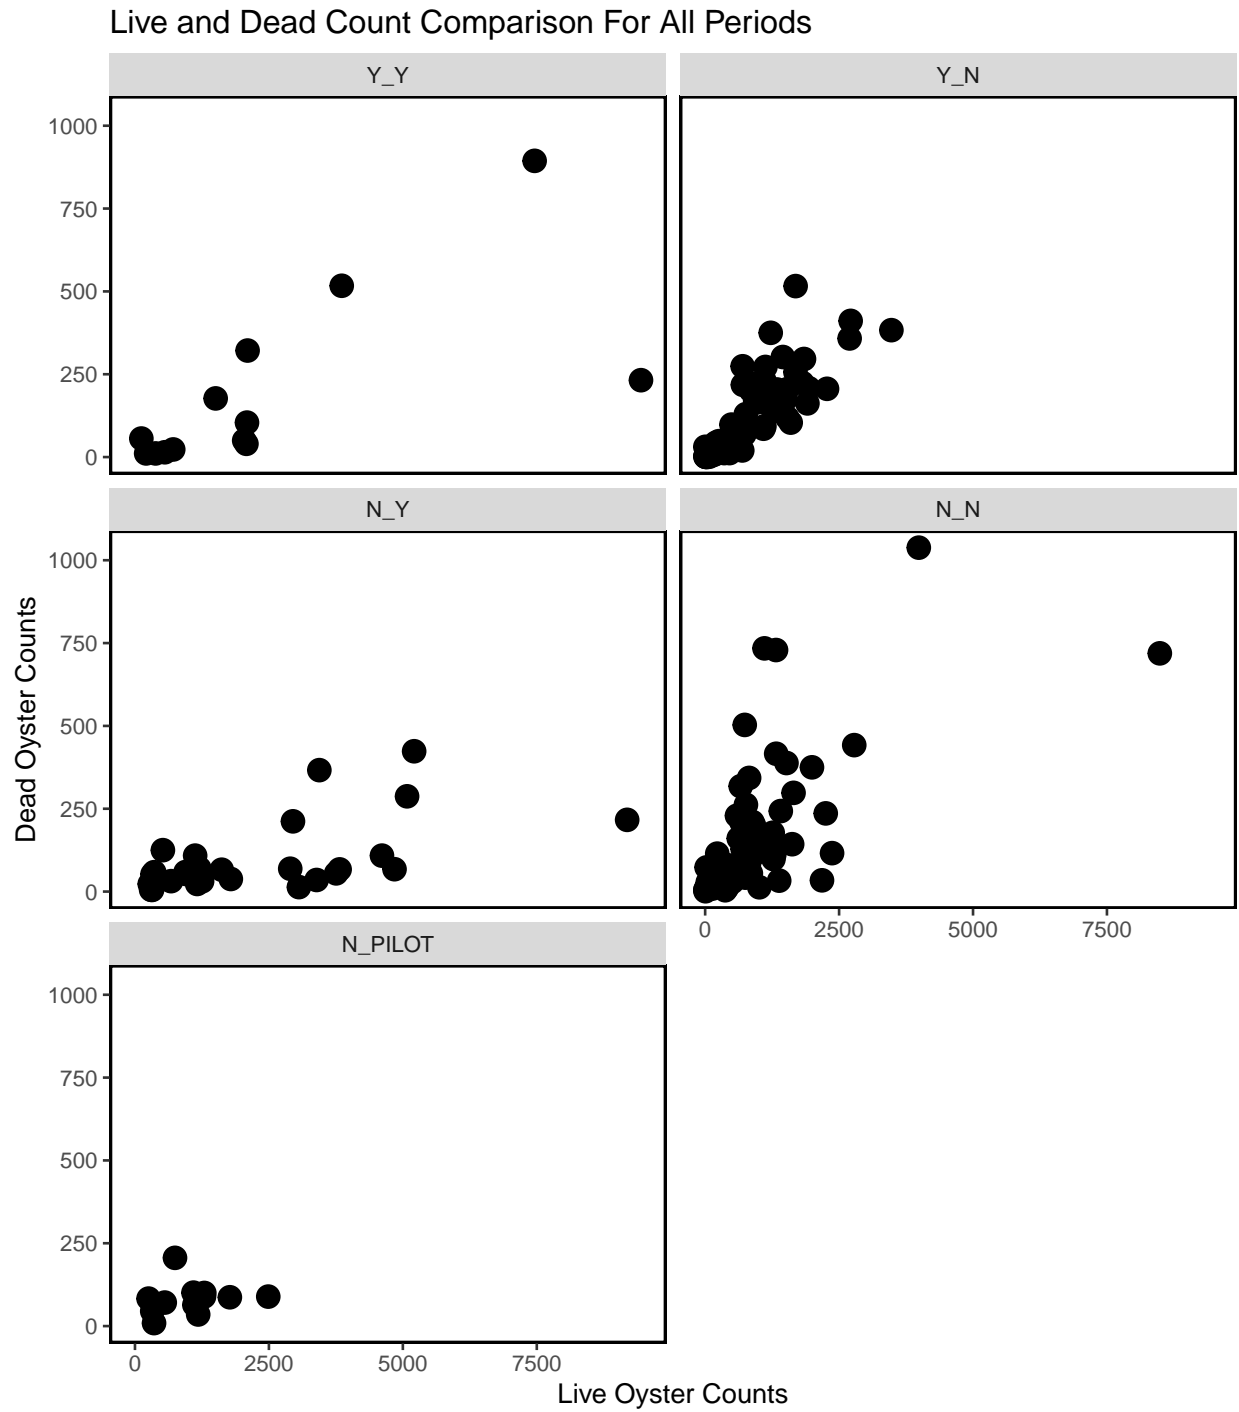 Live and Dead Count Comparison For All Periods
Y_Y
Y_N
1000
750
500
250
0
N_Y
N_N
Dead Oyster Counts
1000
750
500
250
0
0 2500 5000 7500
N_PILOT
1000
750
500
250
0
0 2500 5000 7500
Live Oyster Counts